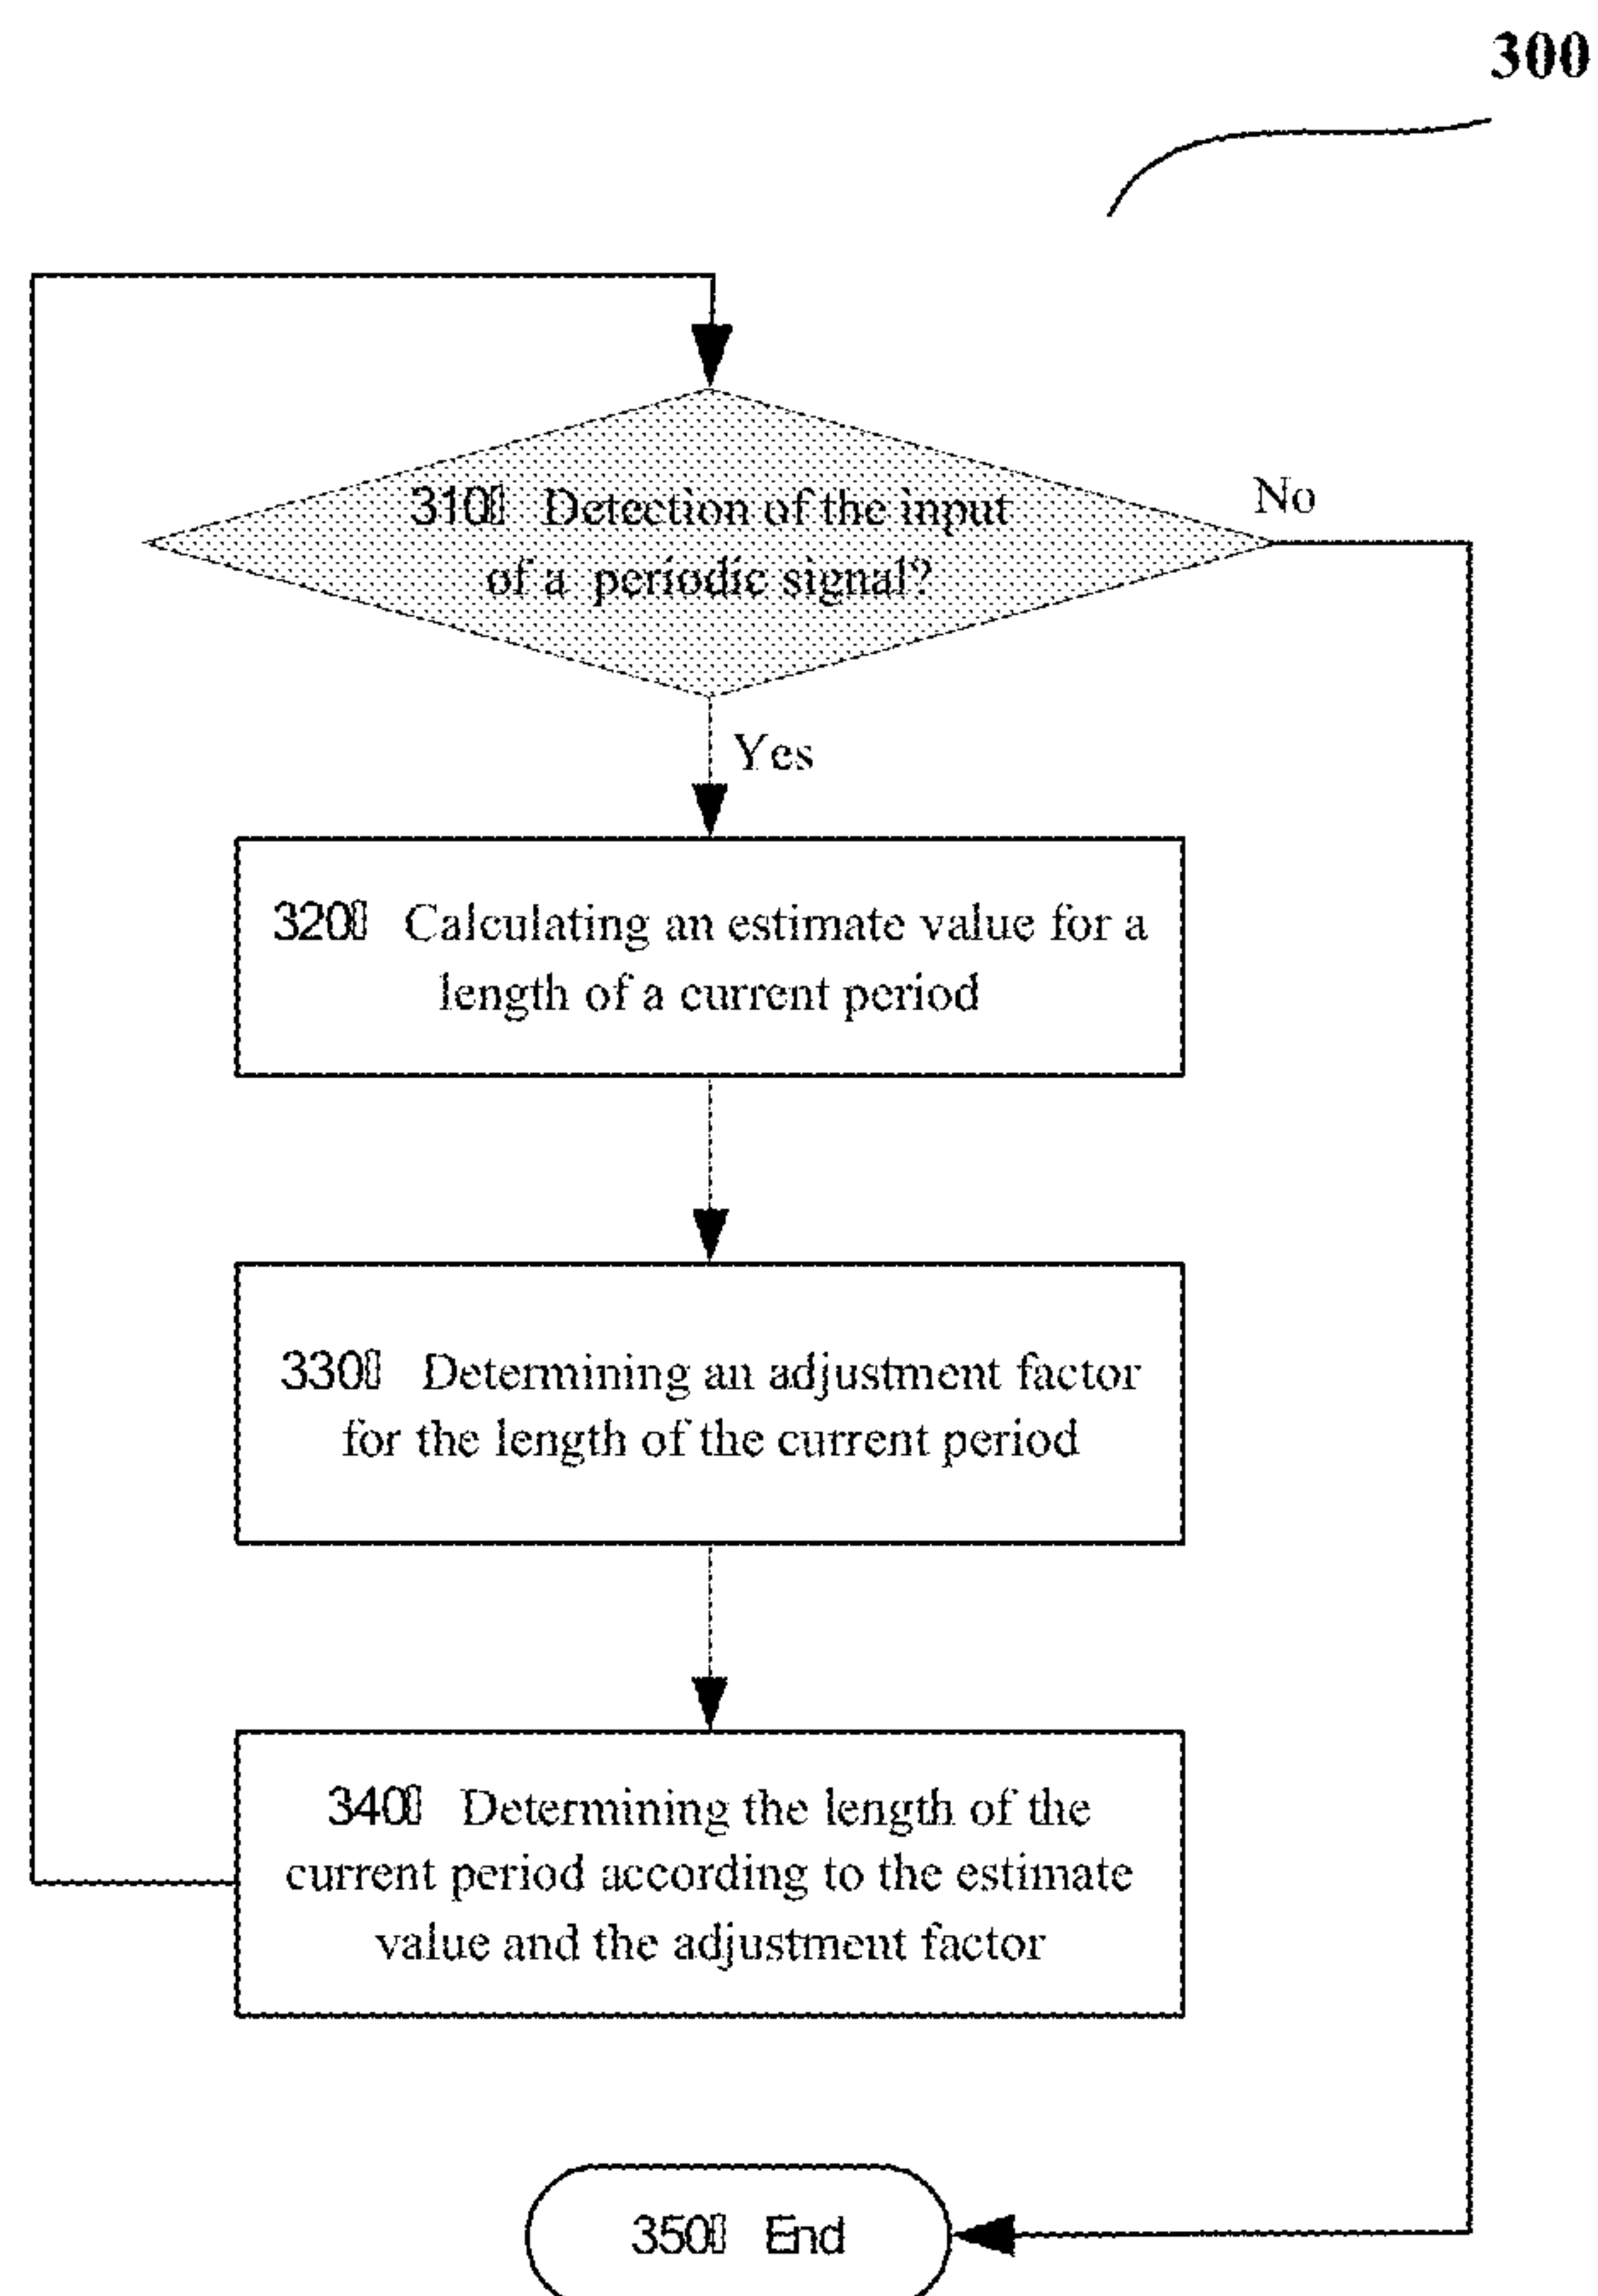 300
310 Detection of the input
of a periodic signal?
No
Yes
320 Calculating an estimate value for a
length of a current period
330 Determining an adjustment factor
for the length of the current period
340 Determining the length of the
current period according to the estimate
value and the adjustment factor
350 End